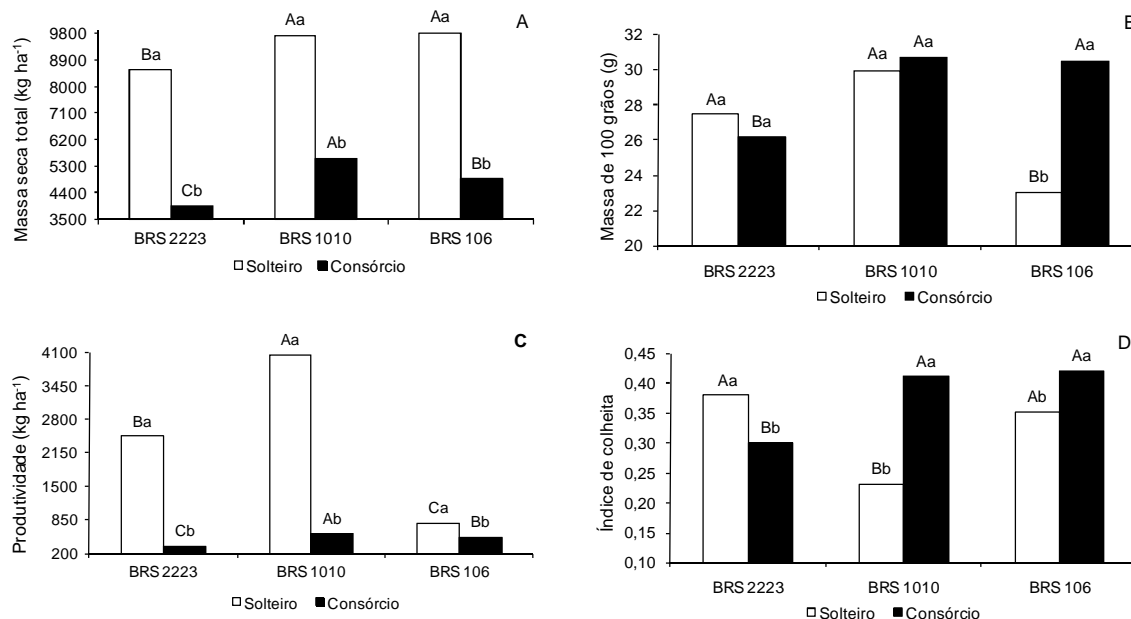 A
Massa seca total (kg ha-1)
9800
8900
8000
7100
6200
5300
4400
3500
Ba
Cb
Aa
Ab
Aa
Bb
BRS 2223
BRS 1010
BRS 106
Solteiro
Consórcio
Massa de 100 grãos (g)
32
30
28
26
24
22
20
Aa
Ba
Aa
Aa
Bb
Aa
BRS 2223
BRS 1010
BRS 106
Solteiro
Consórcio
C
Produtividade (kg ha-1)
4100
3450
2800
2150
1500
850
200
Ba
Cb
Aa
Ab
Ca
Bb
BRS 2223
BRS 1010
BRS 106
Solteiro
Consórcio
D
Índice de colheita
0,45
0,40
0,35
0,30
0,25
0,20
0,15
0,10
Aa
Bb
Bb
Aa
Ab
Aa
BRS 2223
BRS 1010
BRS 106
Solteiro
Consórcio